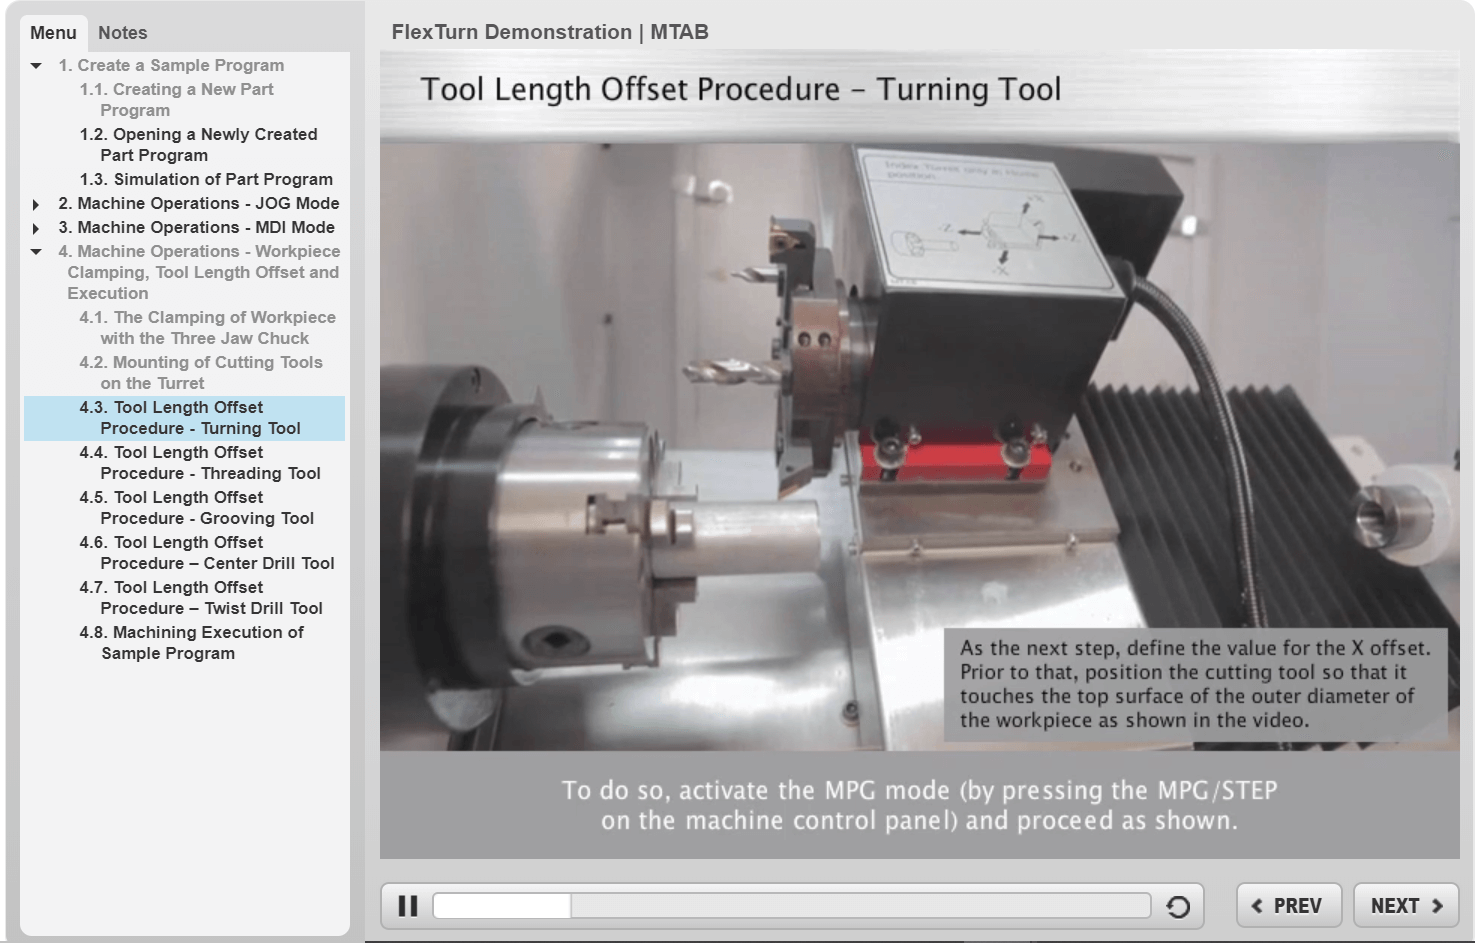 Menu
Notes
1. Create a Sample Program
1.1. Creating a New Part
Program
1.2. Opening a Newly Created
Part Program
1.3. Simulation of Part Program
2. Machine Operations - JOG Mode
3. Machine Operations - MDI Mode
4. Machine Operations - Workpiece
Clamping, Tool Length Offset and
Execution
4.1. The Clamping of Workpiece
with the Three Jaw Chuck
4.2. Mounting of Cutting Tools
on the Turret
4.3. Tool Length Offset
Procedure - Turning Tool
4.4. Tool Length Offset
Procedure - Threading Tool
4.5. Tool Length Offset
Procedure - Grooving Tool
4.6. Tool Length Offset
Procedure – Center Drill Tool
4.7. Tool Length Offset
Procedure – Twist Drill Tool
4.8. Machining Execution of
Sample Program
FlexTurn Demonstration | MTAB
Tool Length Offset Procedure – Turning Tool
Index Turret only in Home
position
-Z
+Z
-X
As the next step, define the value for the X offset.
Prior to that, position the cutting tool so that it
touches the top surface of the outer diameter of
the workpiece as shown in the video.
To do so, activate the MPG mode (by pressing the MPG/STEP
on the machine control panel) and proceed as shown.
PREV
NEXT